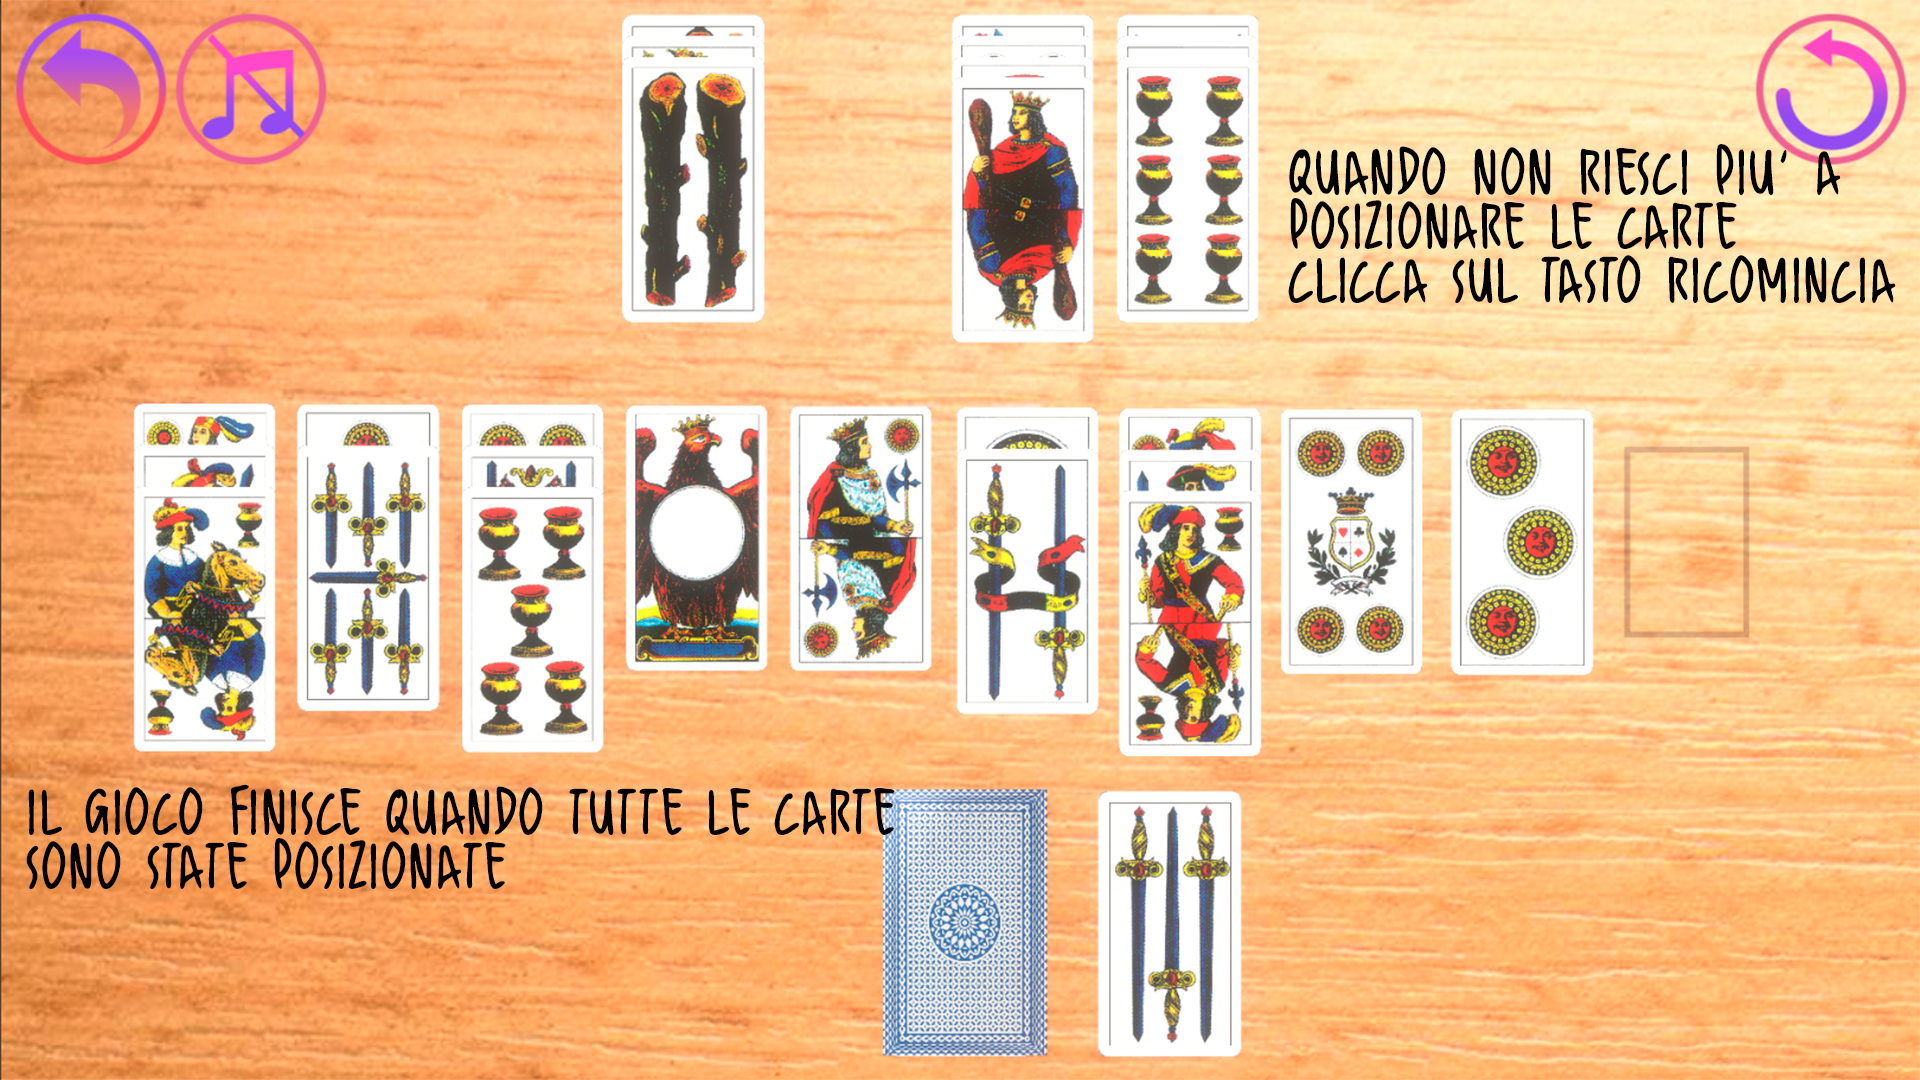 QUANDO NON RIESCI PIU' A
POSIZIONARE LE CARTE
CLICCA SUL TASTO RICOMINCIA
IL GIOCO FINISCE QUANDO TUTTE LE CARTE
SONO STATE POSIZIONATE